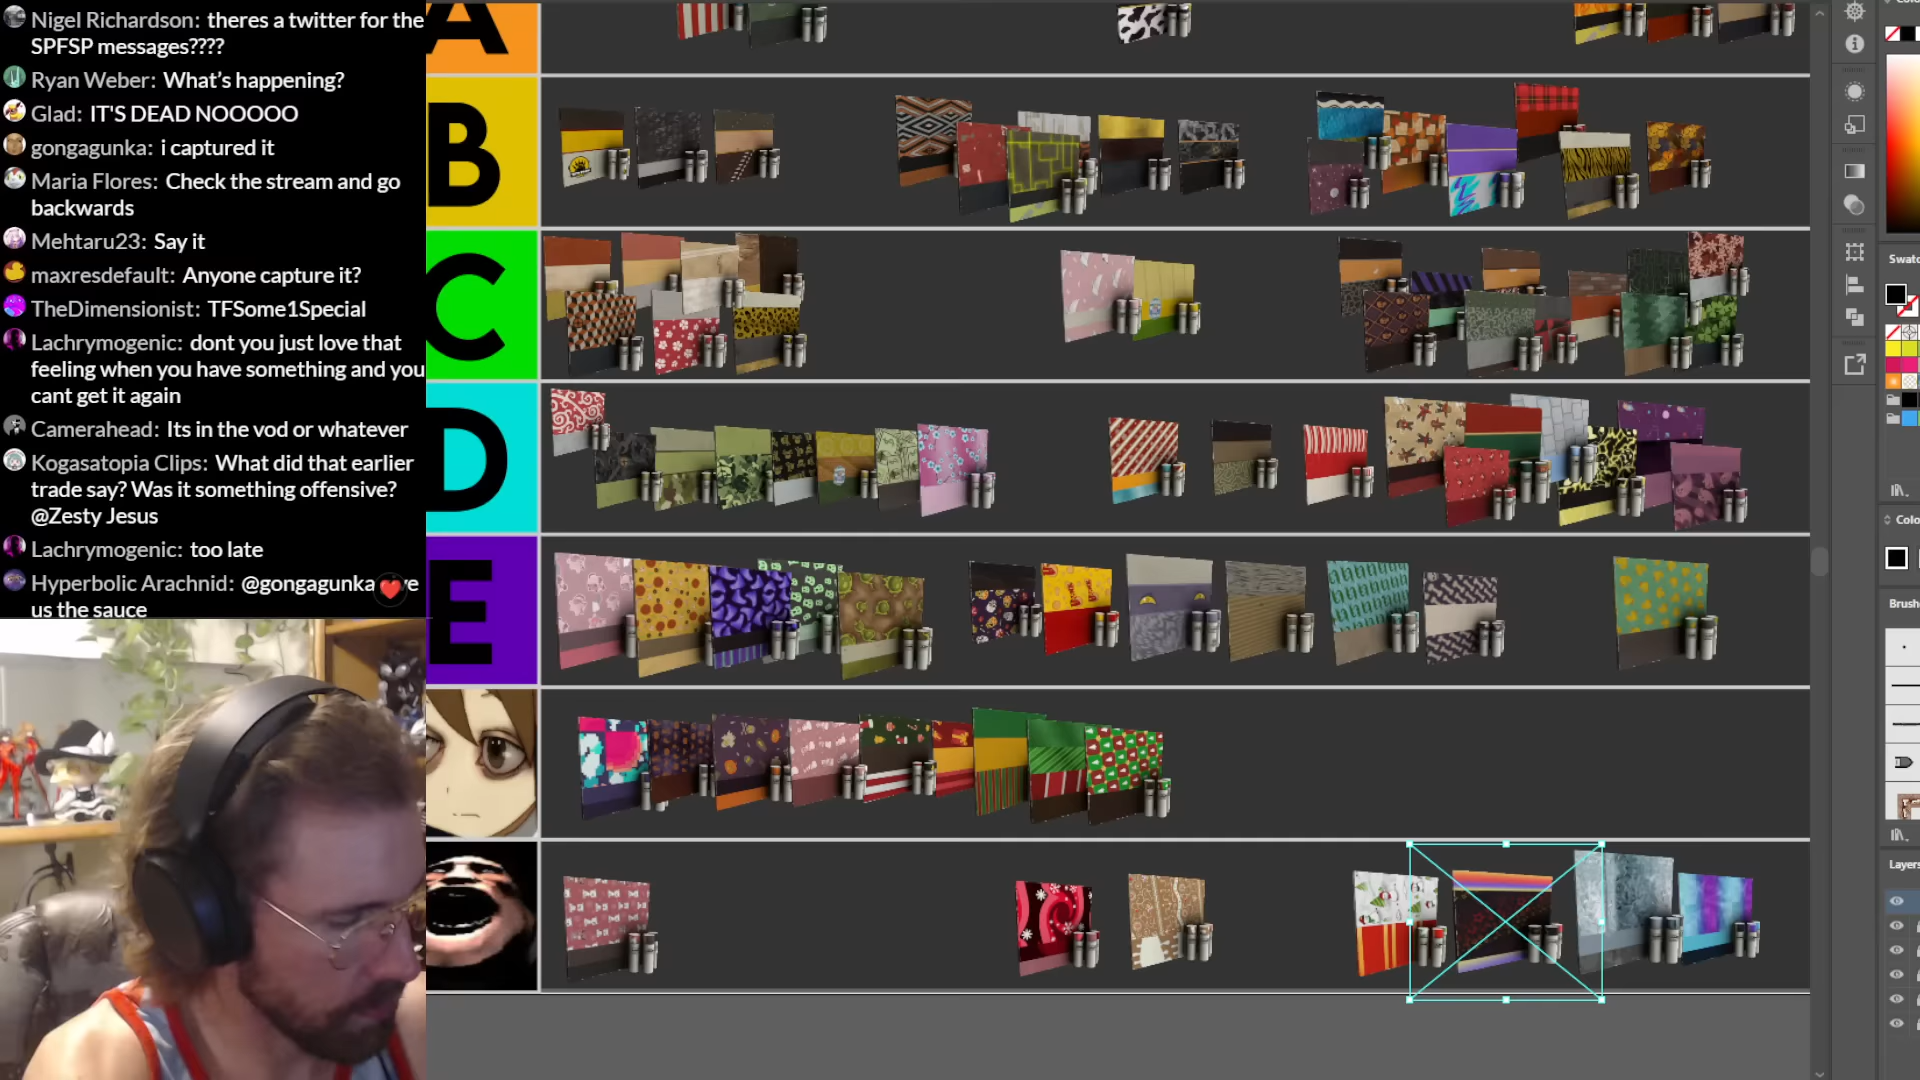 Nigel Richardson: theres a twitter for the
SPFSP messages????
Ryan Weber: What’s happening?
Glad: IT'S DEAD NOOOOO
gongagunka: i captured it
Maria Flores: Check the stream and go
backwards
Mehtaru23: Say it
maxresdefault: Anyone capture it?
TheDimensionist: TFSome1Special
Lachrymogenic: dont you just love that
feeling when you have something and you
cant get it again
Camerahead: Its in the vod or whatever
Kogasatopia Clips: What did that earlier
trade say? Was it something offensive?
@Zesty Jesus
Lachrymogenic: too late
Hyperbolic Arachnid: @gongagunka
us the sauce
A
B
C
D
E
Swatc
Colo
Brushe
Layers